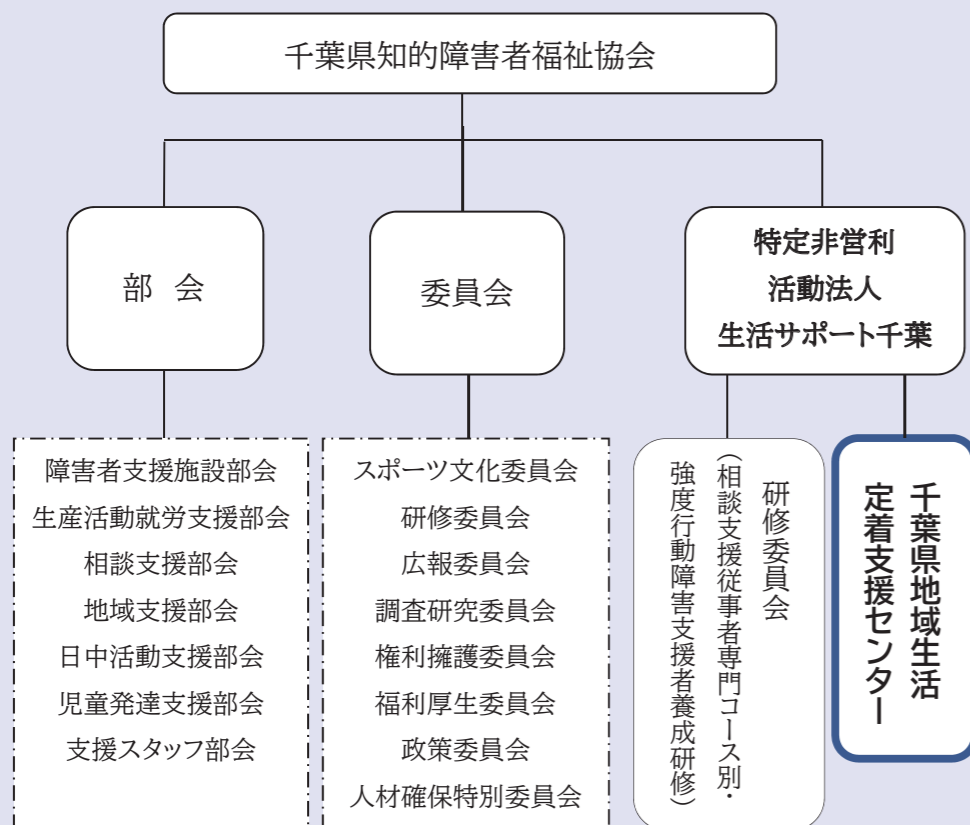 千葉県知的障害者福祉協会
部 会
委員会
特定非営利
活動法人
生活サポート千葉
障害者支援施設部会
生産活動就労支援部会
相談支援部会
地域支援部会
日中活動支援部会
児童発達支援部会
支援スタッフ部会
スポーツ文化委員会
研修委員会
広報委員会
調査研究委員会
権利擁護委員会
福利厚生委員会
政策委員会
人材確保特別委員会
研修委員会
(相談支援従事者専門コース別・
強度行動障害支援者養成研修)
千葉県地域生活
定着支援センター